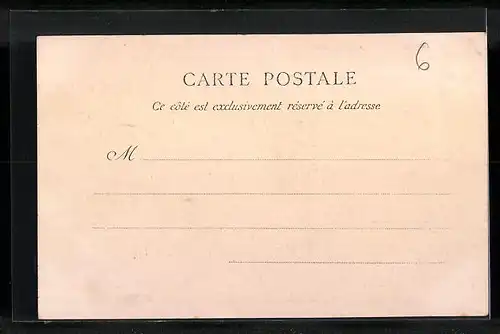 6
CARTE POSTALE
Ce côté est exclusivement réservé à l'adresse
M